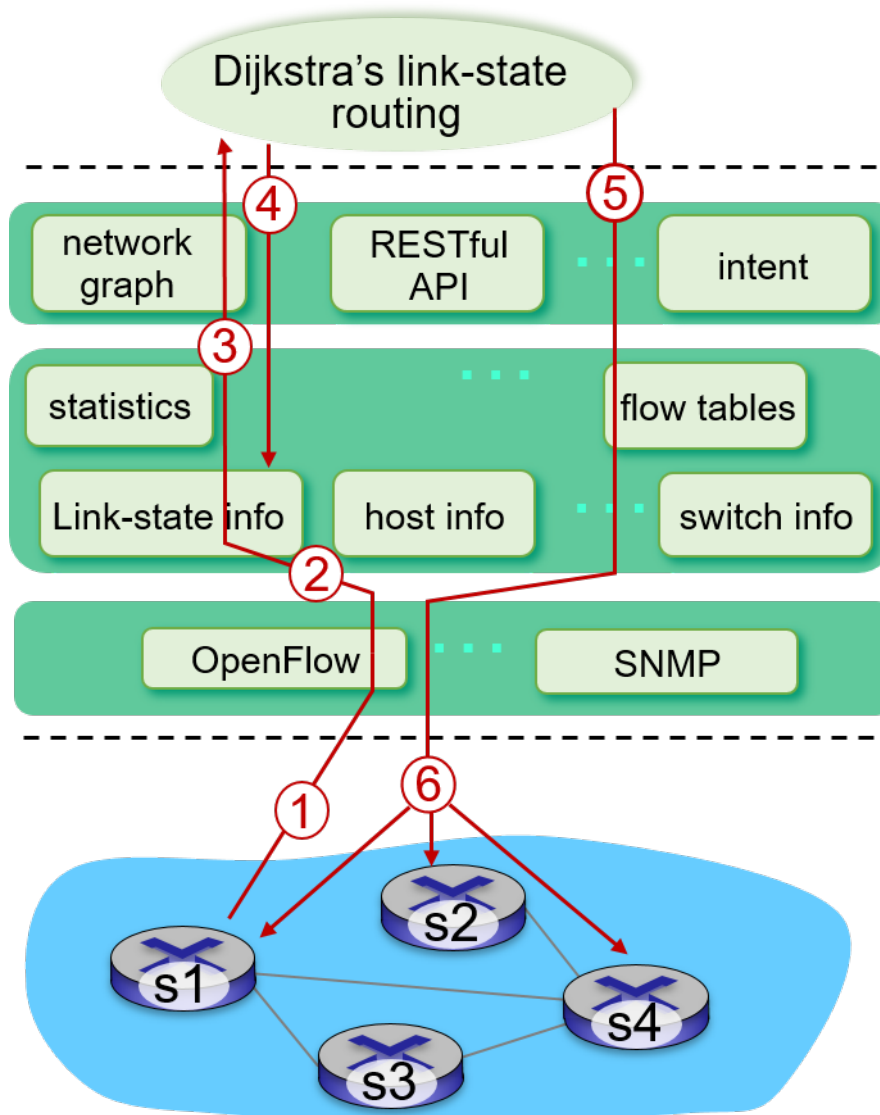 Dijkstra's link-state
routing
4
5
network
graph
RESTful
API
intent
3
statistics
flow tables
Link-state info
host info
switch info
2
OpenFlow
SNMP
1
6
s2
s1
s4
s3